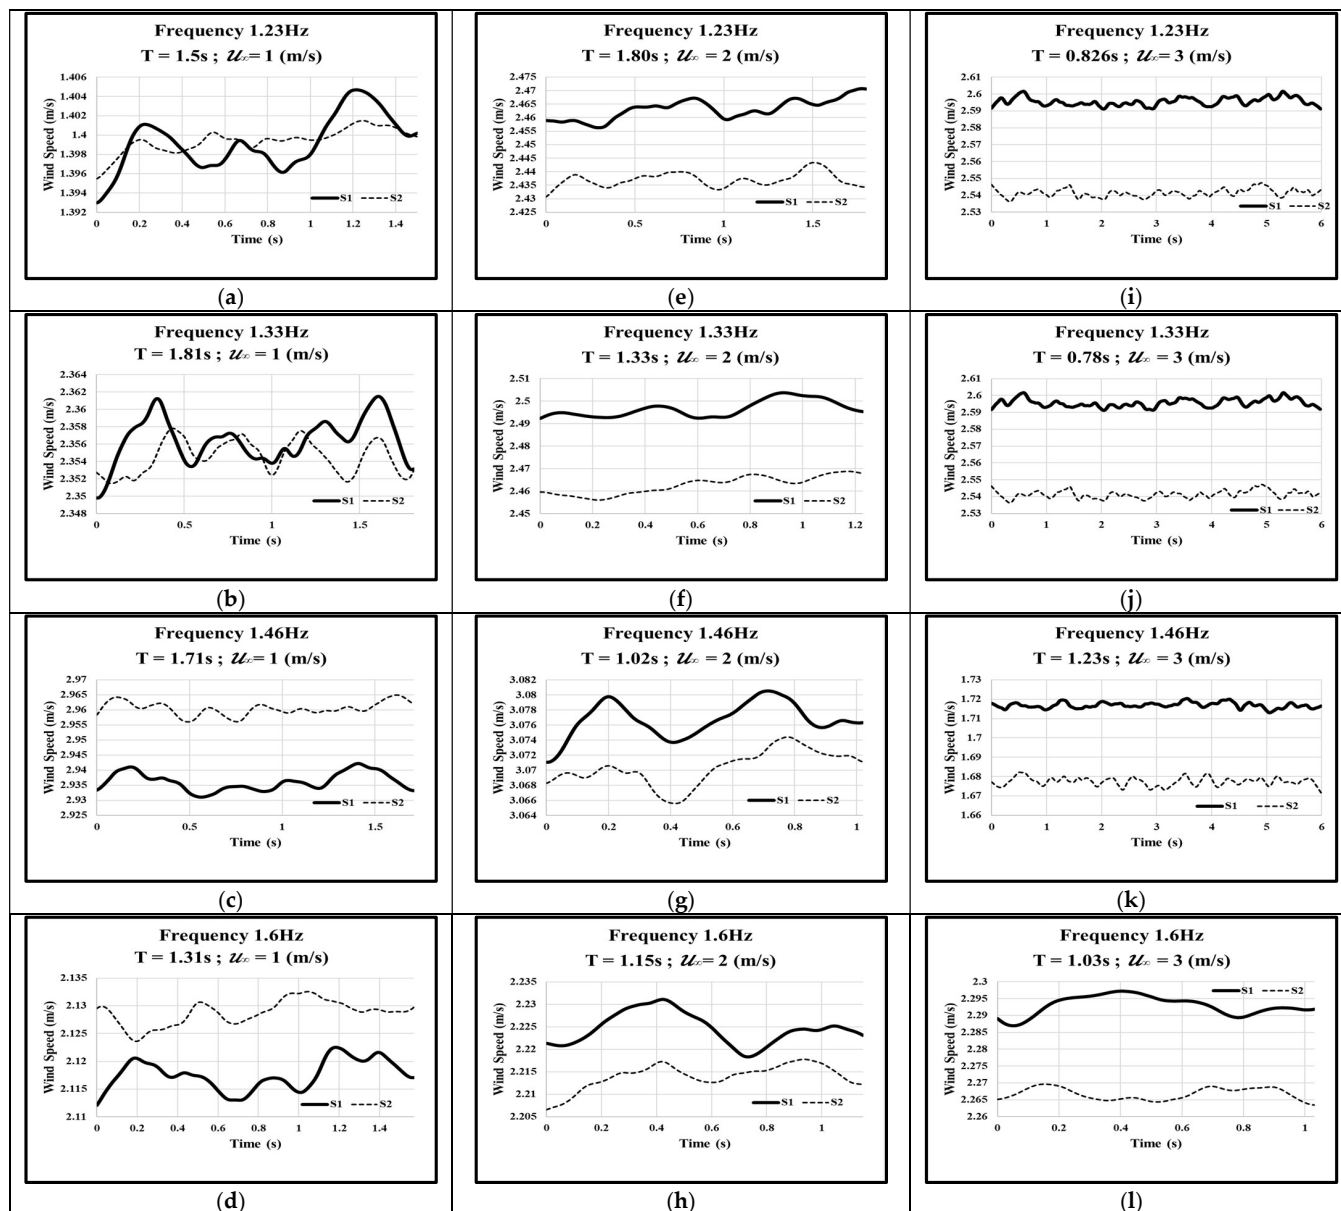 Frequency 1.23Hz
T = 1.5s ; 𝓊∞= 1 (m/s)
Wind Speed (m/s)
1.406
1.404
1.402
1.4
1.398
1.396
1.394
1.392
0 0.2 0.4 0.6 0.8 1 1.2 1.4
S1 S2
Time (s)
(a)
Frequency 1.23Hz
T = 1.80s ; 𝓊∞ = 2 (m/s)
Wind Speed (m/s)
2.475
2.47
2.465
2.46
2.455
2.445
2.44
2.435
2.43
2.425
0 0.5 1 1.5
S1 S2
Time (s)
(e)
Frequency 1.23Hz
T = 0.826s ; 𝓊∞ = 3 (m/s)
Wind Speed (m/s)
2.61
2.6
2.59
2.58
2.57
2.56
2.55
2.54
2.53
0 1 2 3 4 5 6
S1 S2
Time (s)
(i)
Frequency 1.33Hz
T = 1.81s ; 𝓊∞ = 1 (m/s)
Wind Speed (m/s)
2.364
2.362
2.36
2.358
2.356
2.354
2.352
2.35
2.348
0 0.5 1 1.5
S1 S2
Time (s)
(b)
Frequency 1.33Hz
T = 1.33s ; 𝓊∞ = 2 (m/s)
Wind Speed (m/s)
2.51
2.5
2.49
2.48
2.47
2.46
2.45
0 0.2 0.4 0.6 0.8 1 1.2
S1 S2
Time (s)
(f)
Frequency 1.33Hz
T = 0.78s ; 𝓊∞ = 3 (m/s)
Wind Speed (m/s)
2.61
2.6
2.59
2.58
2.57
2.56
2.55
2.54
2.53
0 1 2 3 4 5 6
S1 S2
Time (s)
(j)
Frequency 1.46Hz
T = 1.71s ; 𝓊∞= 1 (m/s)
Wind Speed (m/s)
2.97
2.965
2.96
2.955
2.945
2.94
2.935
2.93
2.925
0 0.5 1 1.5
S1 S2
Time (s)
(c)
Frequency 1.46Hz
T = 1.02s ; 𝓊∞ = 2 (m/s)
Wind Speed (m/s)
3.082
3.08
3.078
3.076
3.074
3.072
3.07
3.068
3.066
3.064
0 0.2 0.4 0.6 0.8 1
S1 S2
Time (s)
(g)
Frequency 1.46Hz
T = 1.23s ; 𝓊∞ = 3 (m/s)
Wind Speed (m/s)
1.73
1.72
1.71
1.7
1.69
1.68
1.67
1.66
0 1 2 3 4 5 6
S1 S2
Time (s)
(k)
Frequency 1.6Hz
T = 1.31s ; 𝓊∞ = 1 (m/s)
Wind Speed (m/s)
2.135
2.13
2.125
2.12
2.115
2.11
0 0.2 0.4 0.6 0.8 1 1.2 1.4
S1 S2
Time (s)
(d)
Frequency 1.6Hz
T = 1.15s ; 𝓊∞= 2 (m/s)
Wind Speed (m/s)
2.235
2.23
2.225
2.22
2.215
2.21
2.205
0 0.2 0.4 0.6 0.8 1
S1 S2
Time (s)
(h)
Frequency 1.6Hz
T = 1.03s ; 𝓊∞ = 3 (m/s)
Wind Speed (m/s)
2.3
2.295
2.29
2.285
2.28
2.27
2.265
2.26
0 0.2 0.4 0.6 0.8 1
S1 S2
Time (s)
(l)